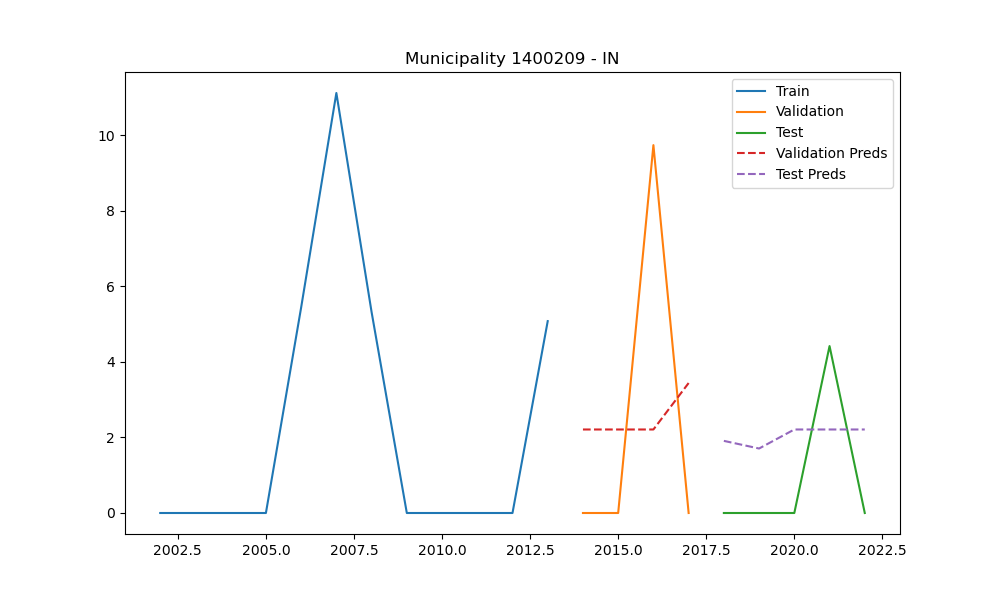 Municipality 1400209 - IN
Train
Validation
Test
Validation Preds
Test Preds
10
8
6
4
2
0
2002.5 2005.0 2007.5 2010.0 2012.5 2015.0 2017.5 2020.0 2022.5